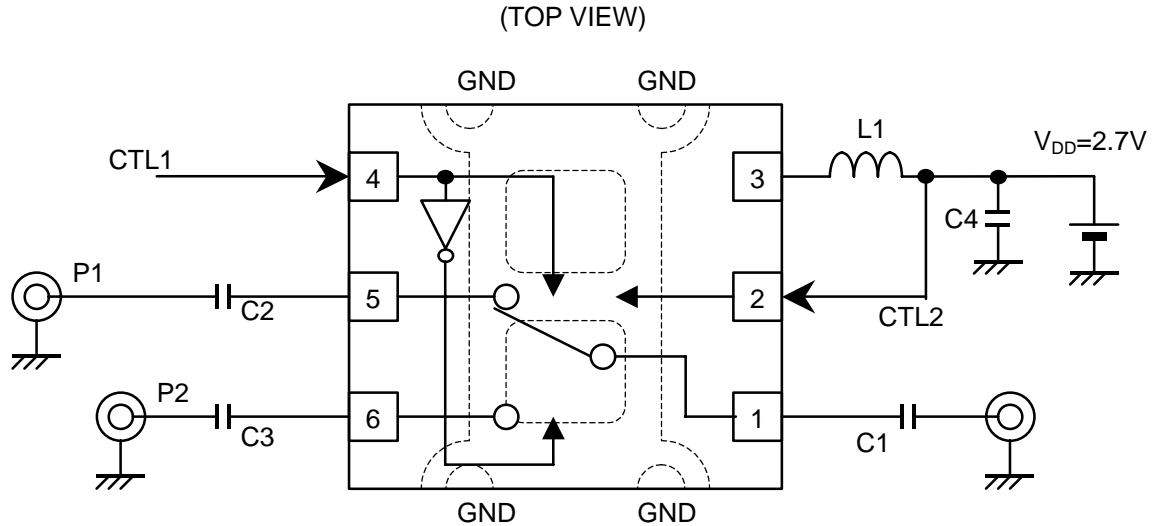 (TOP VIEW)
GND GND
L1
V_DD=2.7V
CTL1
4
3
C4
P1
C2
5
2
CTL2
P2
C3
6
1
C1
GND GND